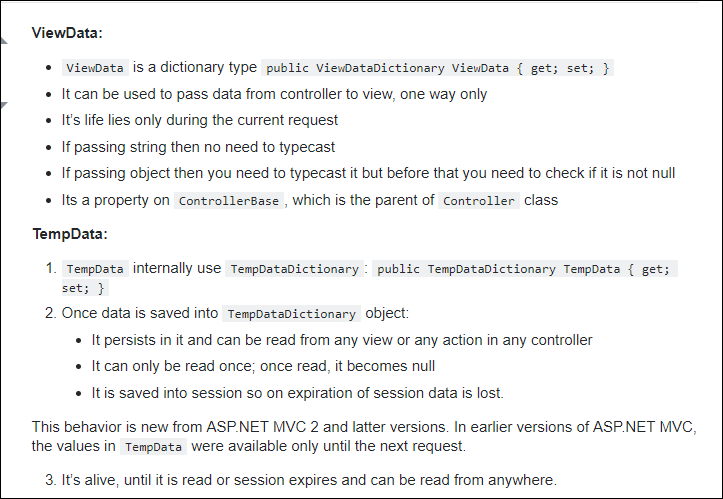 ViewData:
• ViewData is a dictionary type public ViewDataDictionary ViewData { get; set; }
• It can be used to pass data from controller to view, one way only
• It’s life lies only during the current request
• If passing string then no need to typecast
• If passing object then you need to typecast it but before that you need to check if it is not null
• Its a property on ControllerBase, which is the parent of Controller class
TempData:
1. TempData internally use TempDataDictionary: public TempDataDictionary TempData { get;
set; }
2. Once data is saved into TempDataDictionary object:
• It persists in it and can be read from any view or any action in any controller
• It can only be read once; once read, it becomes null
• It is saved into session so on expiration of session data is lost.
This behavior is new from ASP.NET MVC 2 and latter versions. In earlier versions of ASP.NET MVC,
the values in TempData were available only until the next request.
3. It’s alive, until it is read or session expires and can be read from anywhere.